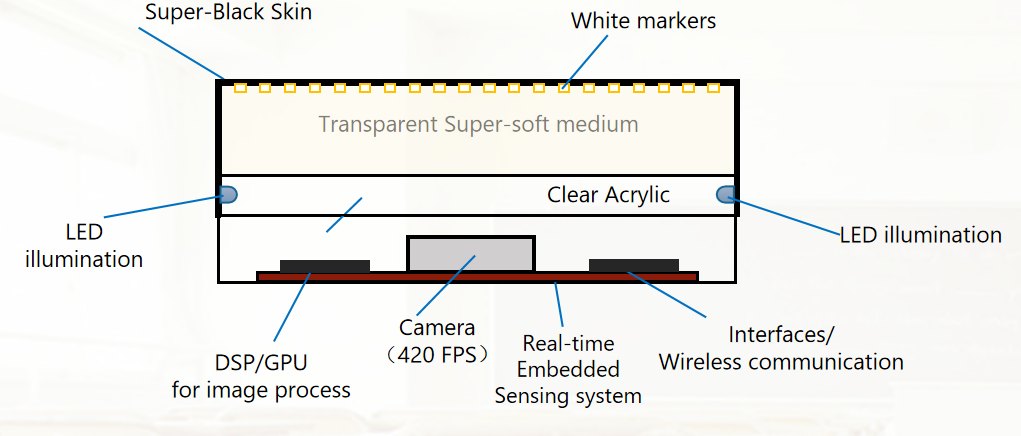 Super-Black Skin
White markers
Transparent Super-soft medium
Clear Acrylic
LED
illumination
LED illumination
Camera
（420 FPS）
DSP/GPU
for image process
Real-time
Embedded
Sensing system
Interfaces/
Wireless communication